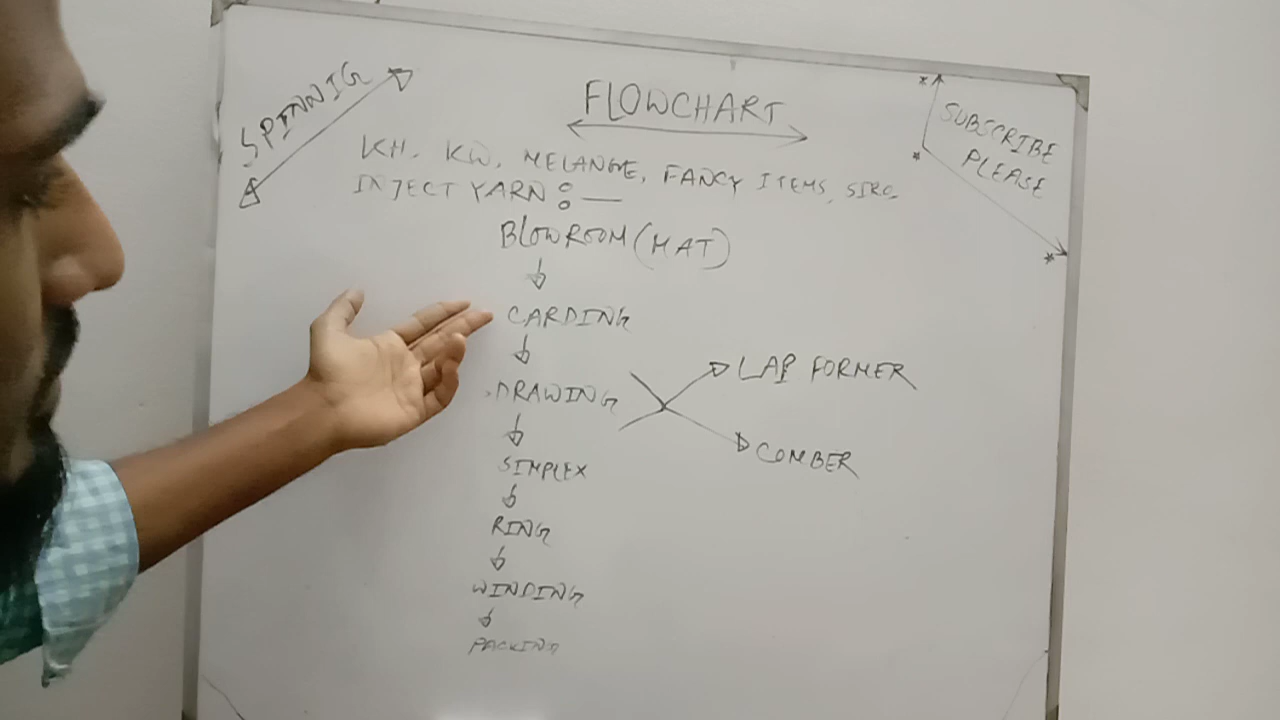 SPINNIG
FLOWCHART
SUBSCRIBE
PLEASE
KH, KW, MELANGE, FANCY ITEMS, SIRO,
INJECT YARN : —
BLOWROOM (MAT)
CARDING
DRAWING
LAP FORMER
COMBER
SIMPLEX
RING
WINDING
PACKING